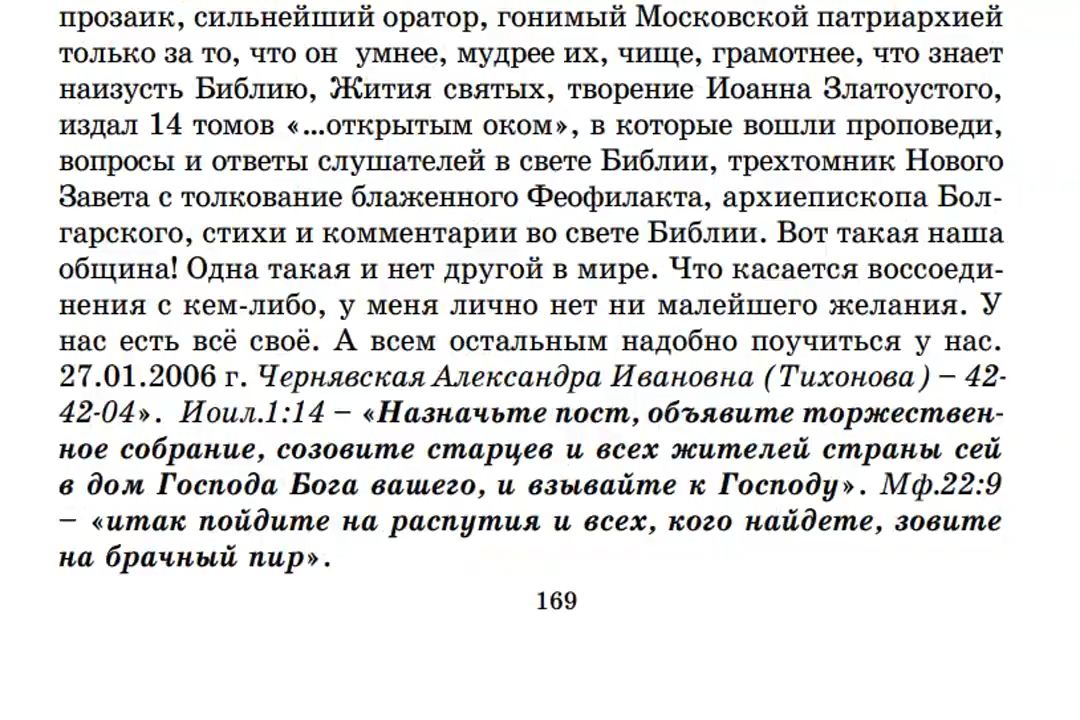 прозаик, сильнейший оратор, гонимый Московской патриархией
только за то, что он умнее, мудрее их, чище, грамотнее, что знает
наизусть Библию, Жития святых, творение Иоанна Златоустого,
издал 14 томов «...открытым оком», в которые вошли проповеди,
вопросы и ответы слушателей в свете Библии, трехтомник Нового
Завета с толкование блаженного Феофилакта, архиепископа Бол-
гарского, стихи и комментарии во свете Библии. Вот такая наша
община! Одна такая и нет другой в мире. Что касается воссоеди-
нения с кем-либо, у меня лично нет ни малейшего желания. У
нас есть всё своё. А всем остальным надобно поучиться у нас.
27.01.2006 г. Чернявская Александра Ивановна (Тихонова) – 42-
42-04». Иоил.1:14 – «Назначьте пост, объявите торжествен-
ное собрание, созовите старцев и всех жителей страны сей
в дом Господа Бога вашего, и взывайте к Господу». Мф.22:9
– «итак пойдите на распутия и всех, кого найдете, зовите
на брачный пир».
169